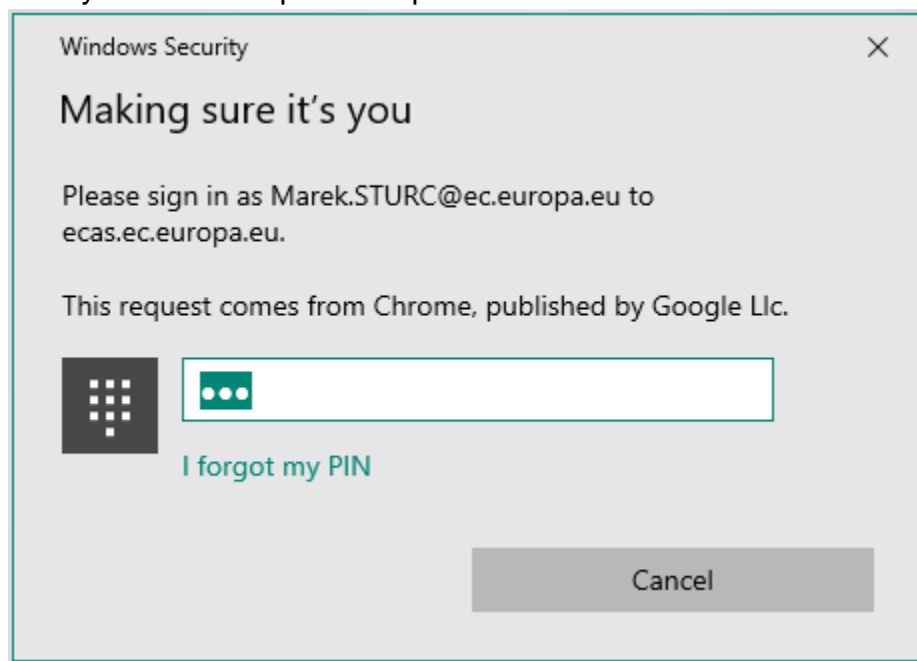 Windows Security
Making sure it's you
Please sign in as Marek.STURC@ec.europa.eu to
ecas.ec.europa.eu.
This request comes from Chrome, published by Google Llc.
●●●
I forgot my PIN
Cancel